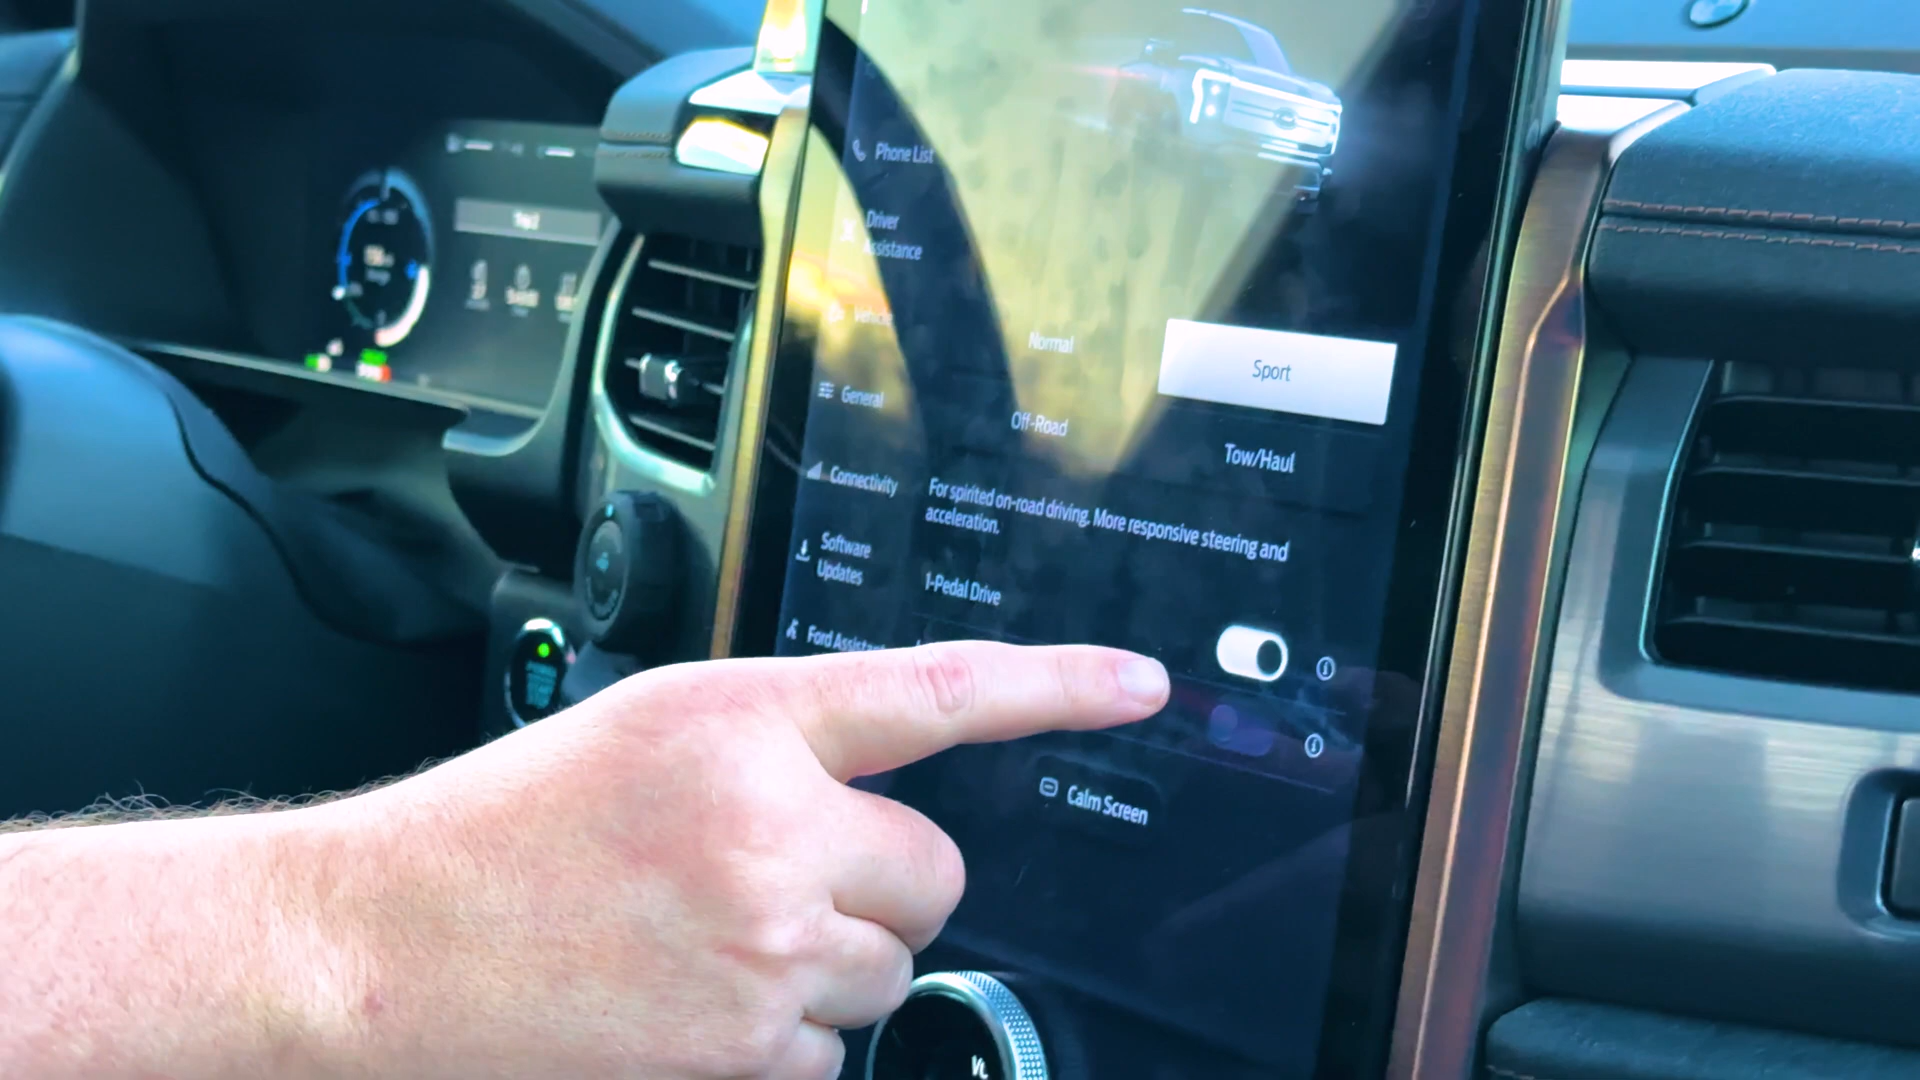 Phone List
Driver
Assistance
Vehicle
Normal
Sport
General
Off-Road
Tow/Haul
Connectivity
For spirited on-road driving. More responsive steering and
acceleration.
Software
Updates
1-Pedal Drive
Ford Assistant
Calm Screen